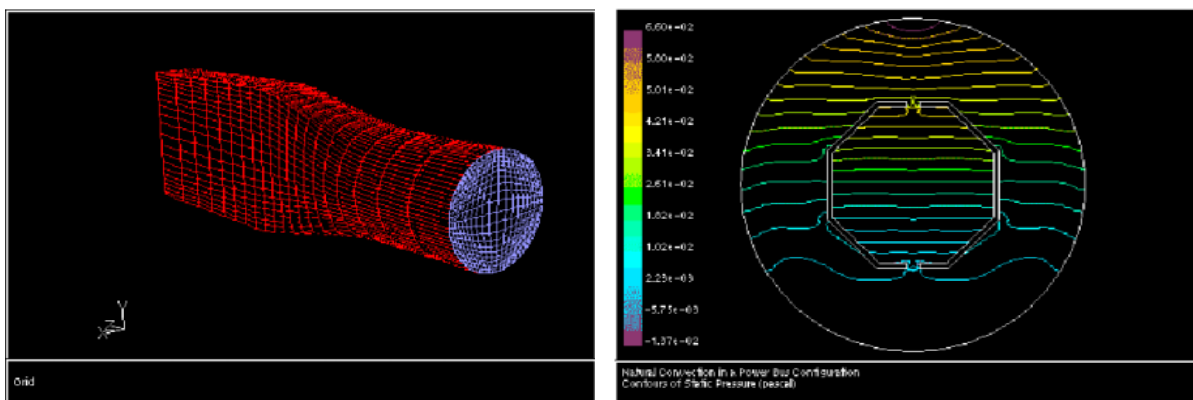 Y
Z
X
Grid
6.60e-02
5.80e-02
5.01e-02
4.21e-02
3.41e-02
2.61e-02
1.82e-02
1.02e-02
2.23e-03
-5.75e-03
-1.37e-02
Natural Convection in a Power Bus Configuration
Contours of Static Pressure (pascal)